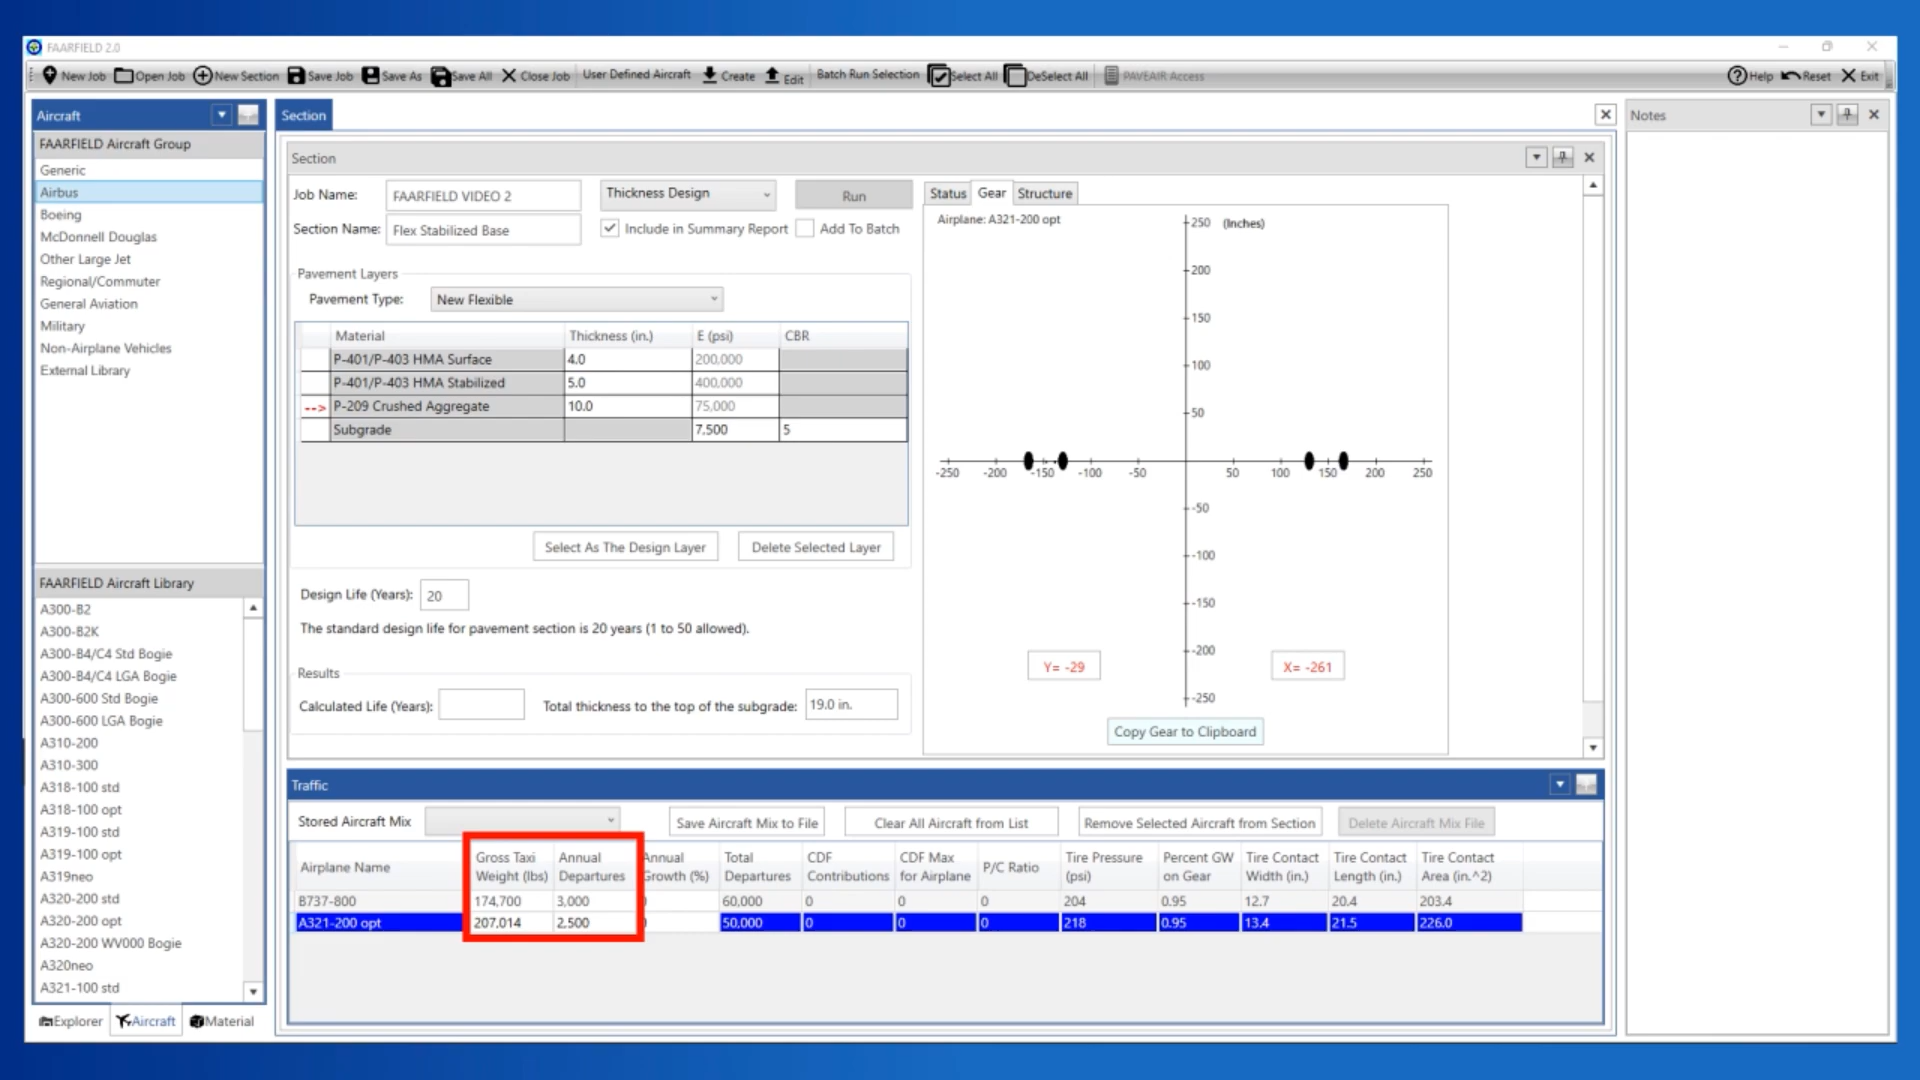 FAARFIELD 2.0
New Job Open Job New Section Save Job Save As Save All Close Job User Defined Aircraft Create Edit Batch Run Selection Select All DeSelect All PAVEAIR Access Help Reset Exit
Aircraft
FAARFIELD Aircraft Group
Generic
Airbus
Boeing
McDonnell Douglas
Other Large Jet
Regional/Commuter
General Aviation
Military
Non-Airplane Vehicles
External Library
FAARFIELD Aircraft Library
A300-B2
A300-B2K
A300-B4/C4 Std Bogie
A300-B4/C4 LGA Bogie
A300-600 Std Bogie
A300-600 LGA Bogie
A310-200
A310-300
A318-100 std
A318-100 opt
A319-100 std
A319-100 opt
A319neo
A320-200 std
A320-200 opt
A320-200 WV000 Bogie
A320neo
A321-100 std
Explorer Aircraft Material
Section
Section
Job Name: FAARFIELD VIDEO 2 Thickness Design Run
Section Name: Flex Stabilized Base Include in Summary Report Add To Batch
Pavement Layers
Pavement Type: New Flexible
Material Thickness (in.) E (psi) CBR
P-401/P-403 HMA Surface 4.0 200,000
P-401/P-403 HMA Stabilized 5.0 400,000
--> P-209 Crushed Aggregate 10.0 75,000
Subgrade 7,500 5
Select As The Design Layer Delete Selected Layer
Design Life (Years): 20
The standard design life for pavement section is 20 years (1 to 50 allowed).
Results
Calculated Life (Years): Total thickness to the top of the subgrade: 19.0 in.
Status Gear Structure
Airplane: A321-200 opt
250 (Inches)
200
150
100
50
-250 -200 -150 -100 -50 50 100 150 200 250
-50
-100
-150
-200
Y= -29 X= -261
-250
Copy Gear to Clipboard
Traffic
Stored Aircraft Mix Save Aircraft Mix to File Clear All Aircraft from List Remove Selected Aircraft from Section Delete Aircraft Mix File
Airplane Name Gross Taxi Weight (lbs) Annual Departures Annual Growth (%) Total Departures CDF Contributions CDF Max for Airplane P/C Ratio Tire Pressure (psi) Percent GW on Gear Tire Contact Width (in.) Tire Contact Length (in.) Tire Contact Area (in.^2)
B737-800 174,700 3,000 0 60,000 0 0 0 204 0.95 12.7 20.4 203.4
A321-200 opt 207,014 2,500 0 50,000 0 0 0 218 0.95 13.4 21.5 226.0
Notes